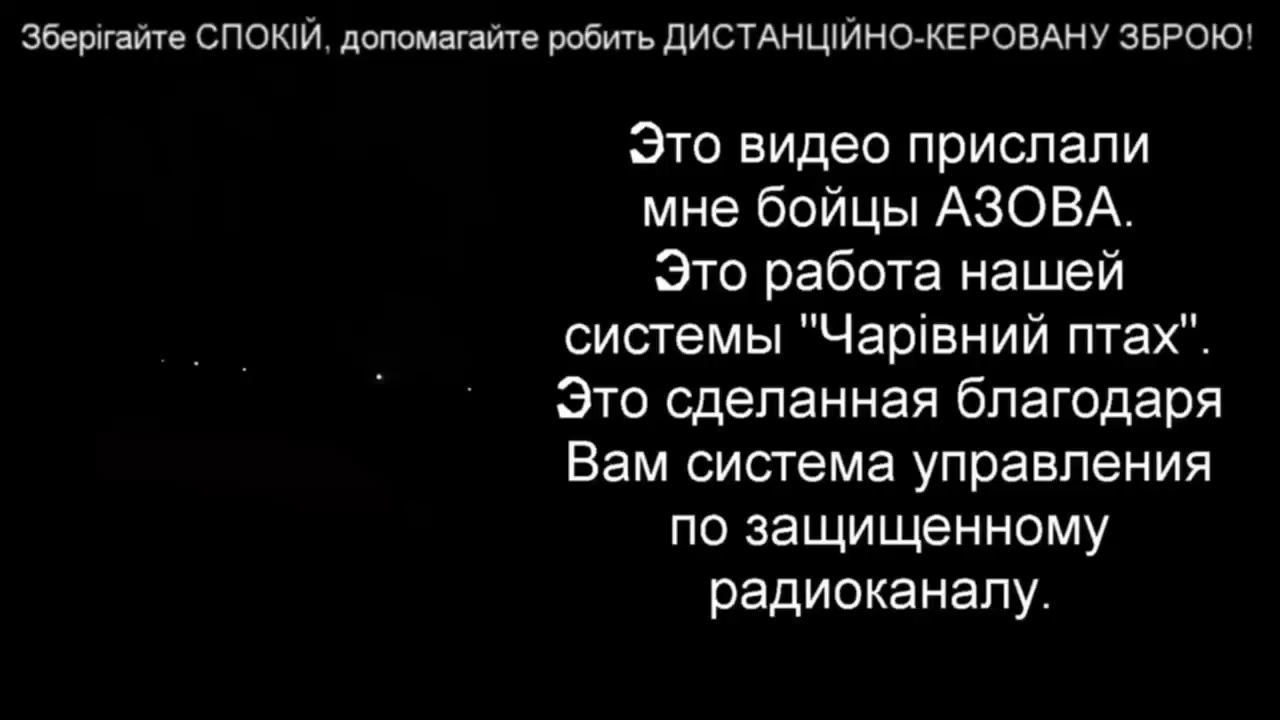 Зберігайте СПОКІЙ, допомагайте робить ДИСТАНЦІЙНО-КЕРОВАНУ ЗБРОЮ!
Это видео прислали
мне бойцы АЗОВА.
Это работа нашей
системы "Чарівний птах".
Это сделанная благодаря
Вам система управления
по защищенному
радиоканалу.